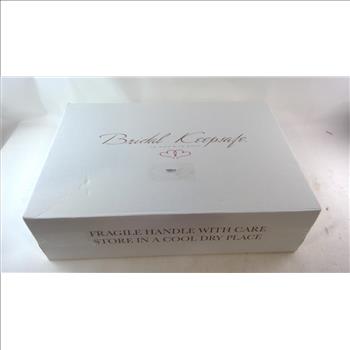 Bridal Keepsafe
FRAGILE HANDLE WITH CARE
STORE IN A COOL DRY PLACE